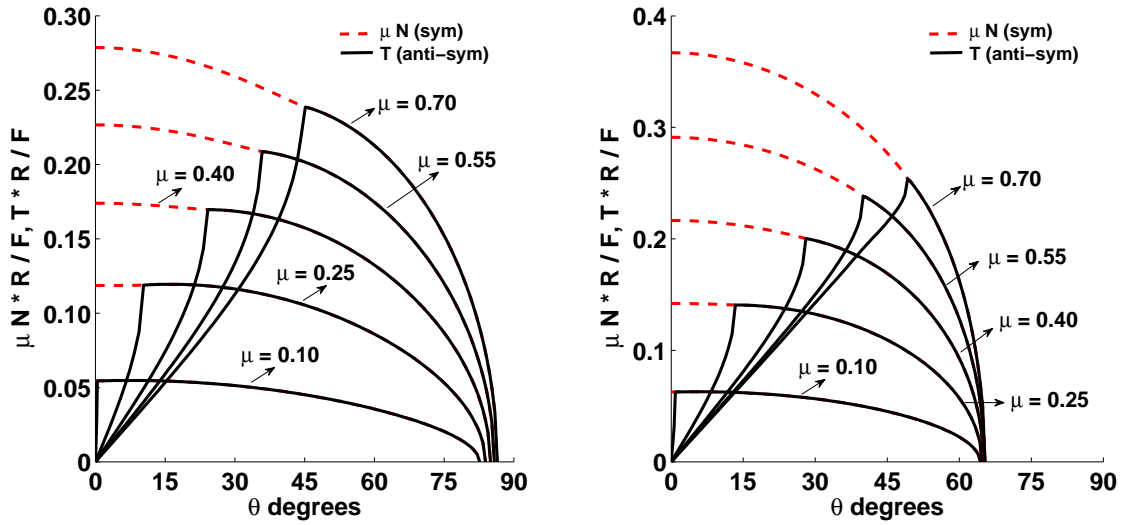 μ N * R / F, T * R / F
0.30
0.25
0.20
0.15
0.10
0.05
0
μ N (sym)
T (anti-sym)
μ = 0.70
μ = 0.55
μ = 0.40
μ = 0.25
μ = 0.10
0 15 30 45 60 75 90
θ degrees
μ N * R / F, T * R / F
0.4
0.3
0.2
0.1
0
μ N (sym)
T (anti-sym)
μ = 0.70
μ = 0.55
μ = 0.40
μ = 0.25
μ = 0.10
0 15 30 45 60 75 90
θ degrees